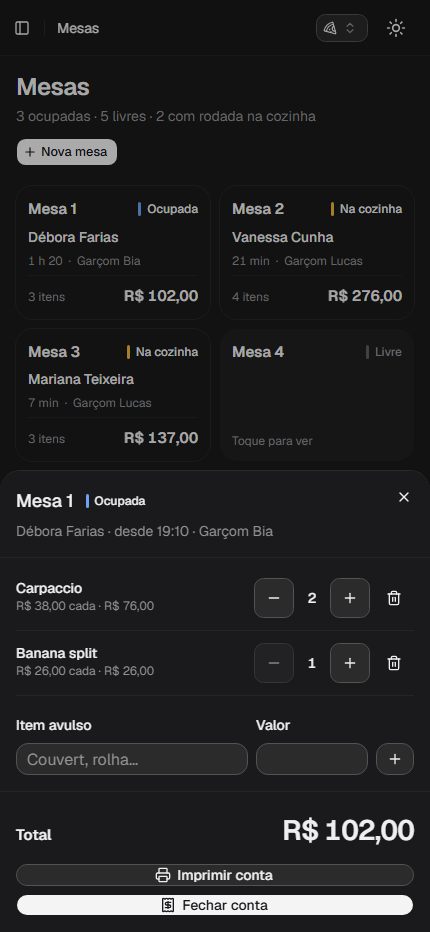 Mesas
Mesas
3 ocupadas · 5 livres · 2 com rodada na cozinha
+ Nova mesa
Mesa 1
Ocupada
Débora Farias
1 h 20 · Garçom Bia
3 itens
R$ 102,00
Mesa 2
Na cozinha
Vanessa Cunha
21 min · Garçom Lucas
4 itens
R$ 276,00
Mesa 3
Na cozinha
Mariana Teixeira
7 min · Garçom Lucas
3 itens
R$ 137,00
Mesa 4
Livre
Toque para ver
Mesa 1
Ocupada
Débora Farias · desde 19:10 · Garçom Bia
Carpaccio
R$ 38,00 cada · R$ 76,00
2
Banana split
R$ 26,00 cada · R$ 26,00
1
Item avulso
Valor
Couvert, rolha...
Total
R$ 102,00
Imprimir conta
Fechar conta